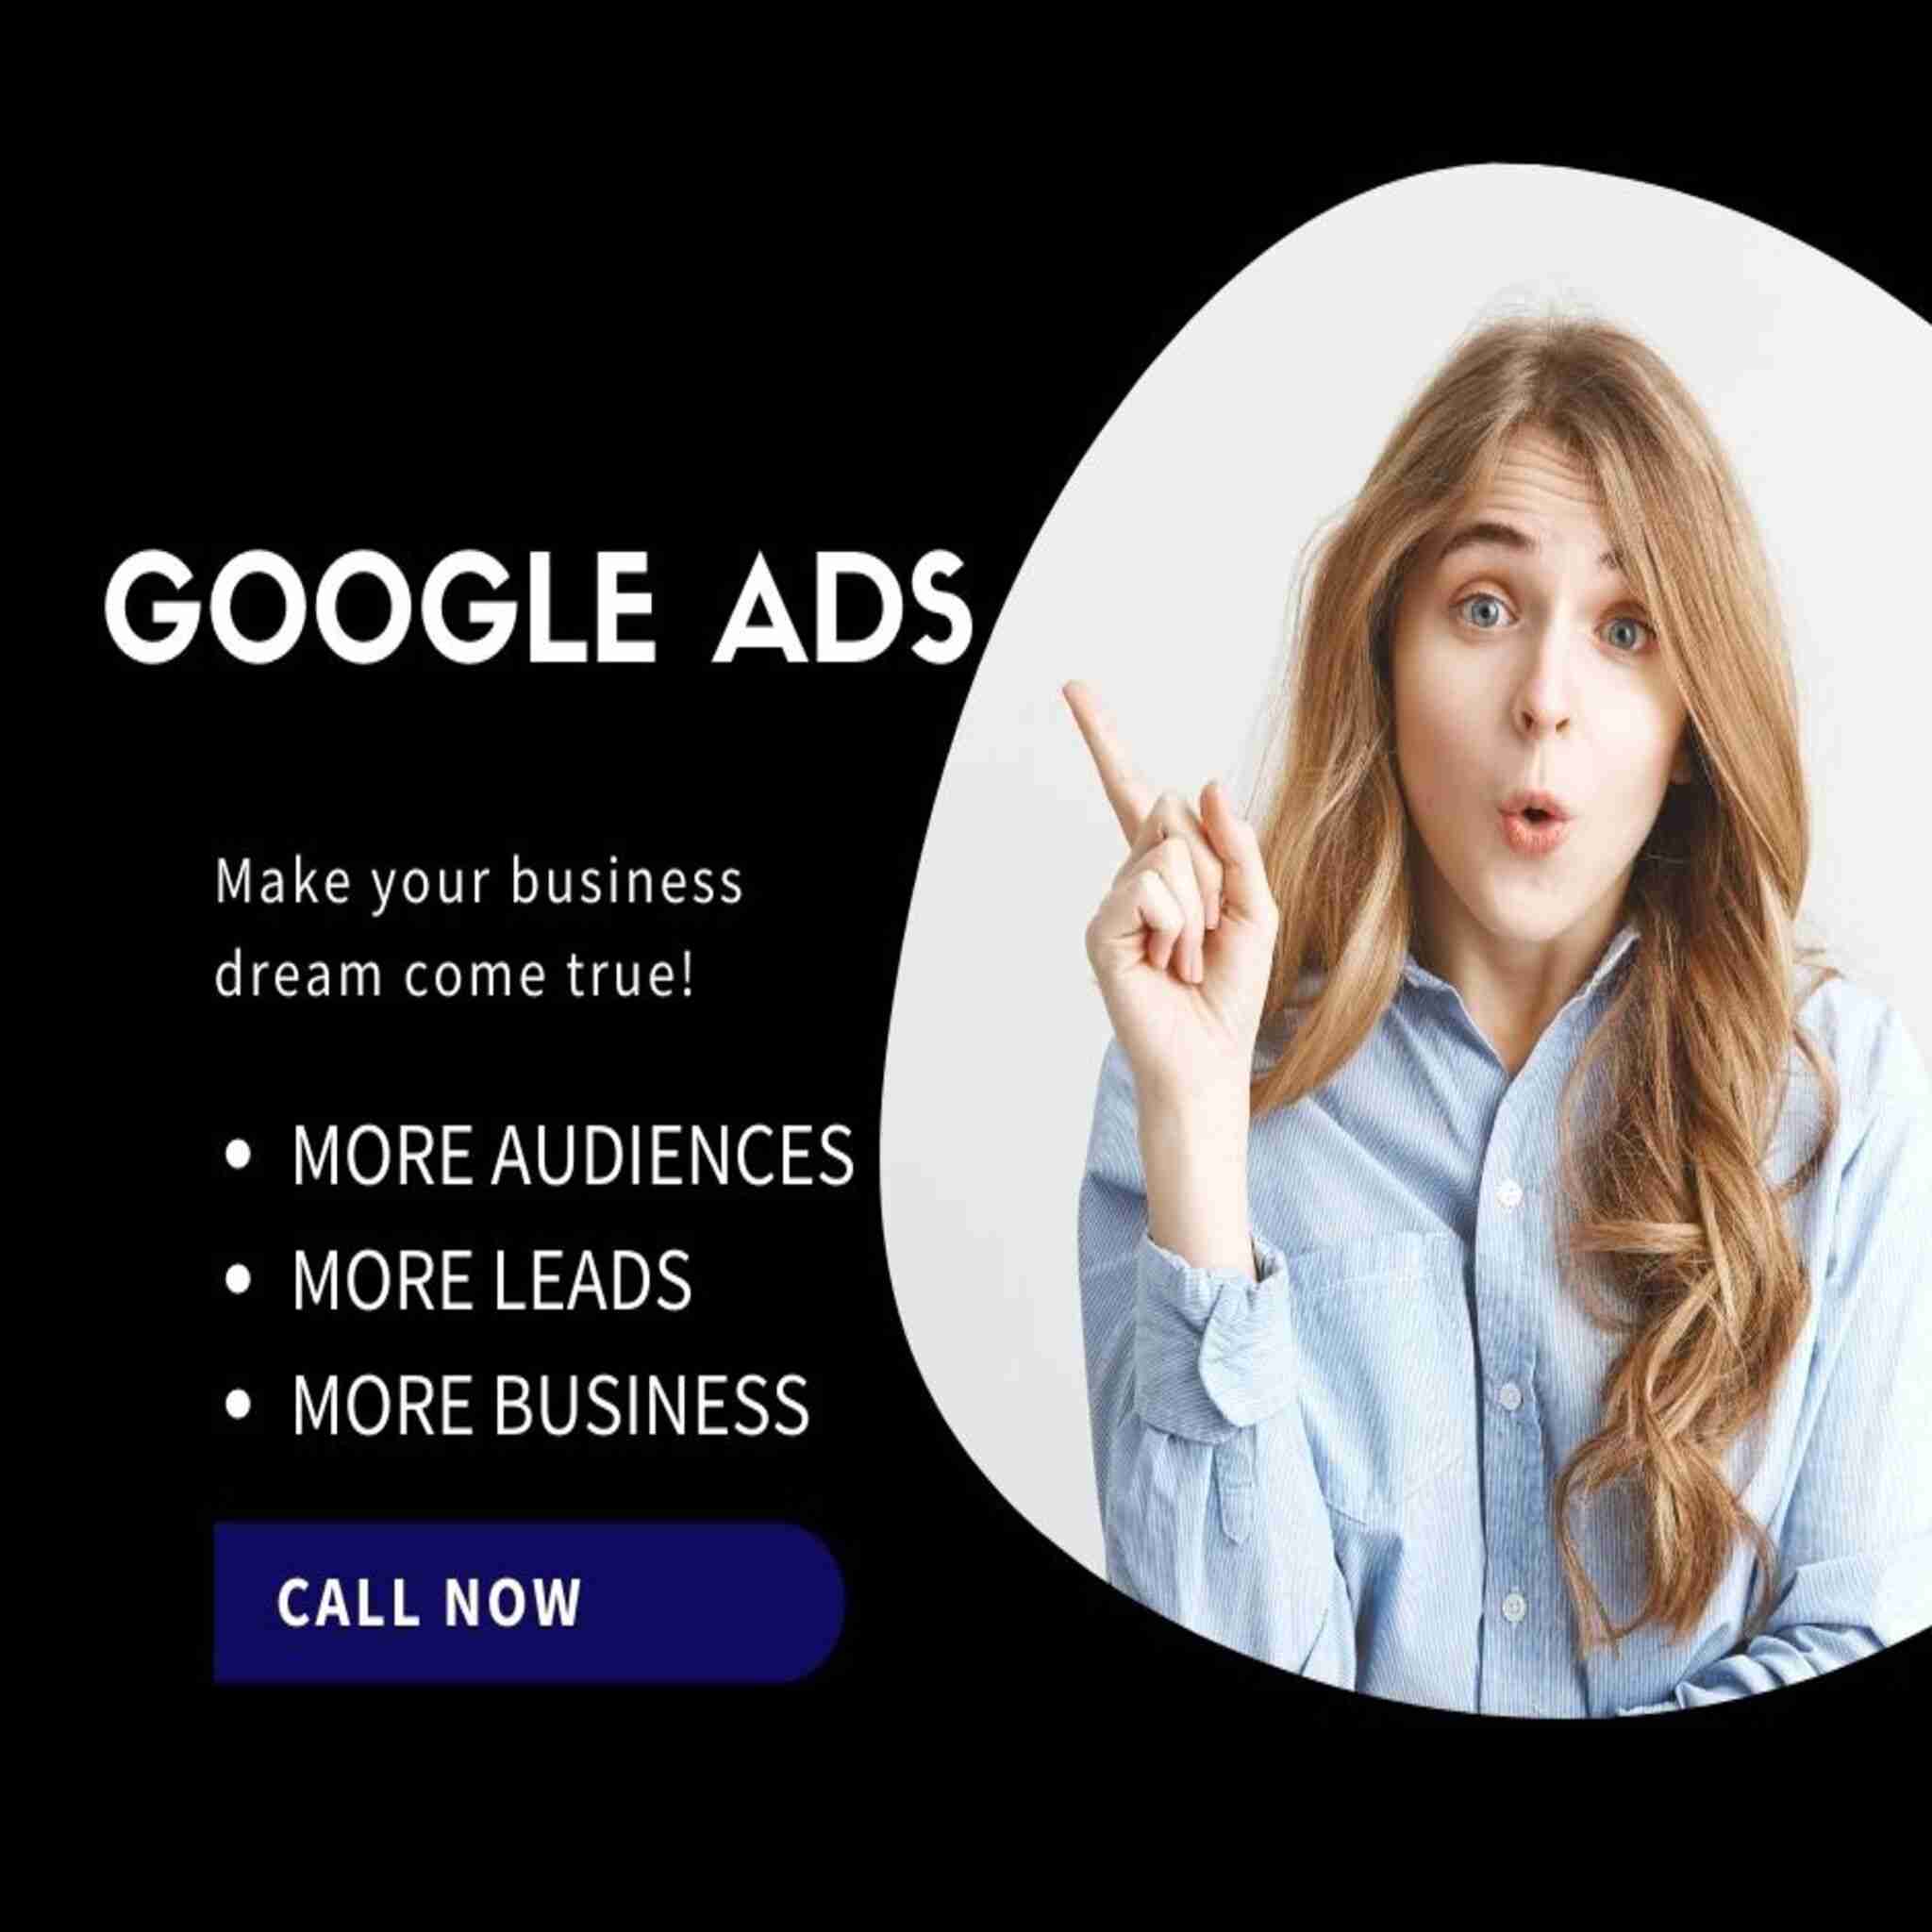 GOOGLE ADS
Make your business
dream come true!
• MORE AUDIENCES
• MORE LEADS
• MORE BUSINESS
CALL NOW